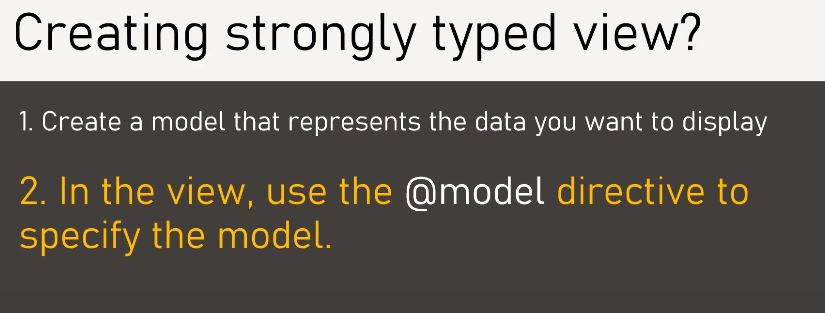 Creating strongly typed view?
1. Create a model that represents the data you want to display
2. In the view, use the @model directive to
specify the model.